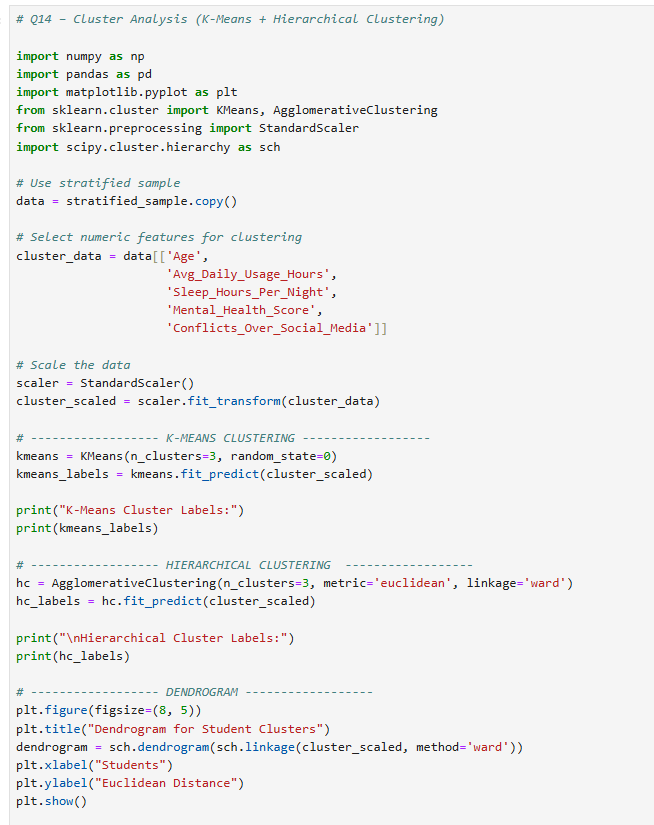 # Q14 – Cluster Analysis (K-Means + Hierarchical Clustering)
import numpy as np
import pandas as pd
import matplotlib.pyplot as plt
from sklearn.cluster import KMeans, AgglomerativeClustering
from sklearn.preprocessing import StandardScaler
import scipy.cluster.hierarchy as sch
# Use stratified sample
data = stratified_sample.copy()
# Select numeric features for clustering
cluster_data = data[['Age',
'Avg_Daily_Usage_Hours',
'Sleep_Hours_Per_Night',
'Mental_Health_Score',
'Conflicts_Over_Social_Media']]
# Scale the data
scaler = StandardScaler()
cluster_scaled = scaler.fit_transform(cluster_data)
# ------------------ K-MEANS CLUSTERING ------------------
kmeans = KMeans(n_clusters=3, random_state=0)
kmeans_labels = kmeans.fit_predict(cluster_scaled)
print("K-Means Cluster Labels:")
print(kmeans_labels)
# ------------------ HIERARCHICAL CLUSTERING  ------------------
hc = AgglomerativeClustering(n_clusters=3, metric='euclidean', linkage='ward')
hc_labels = hc.fit_predict(cluster_scaled)
print("\nHierarchical Cluster Labels:")
print(hc_labels)
# ------------------ DENDROGRAM ------------------
plt.figure(figsize=(8, 5))
plt.title("Dendrogram for Student Clusters")
dendrogram = sch.dendrogram(sch.linkage(cluster_scaled, method='ward'))
plt.xlabel("Students")
plt.ylabel("Euclidean Distance")
plt.show()